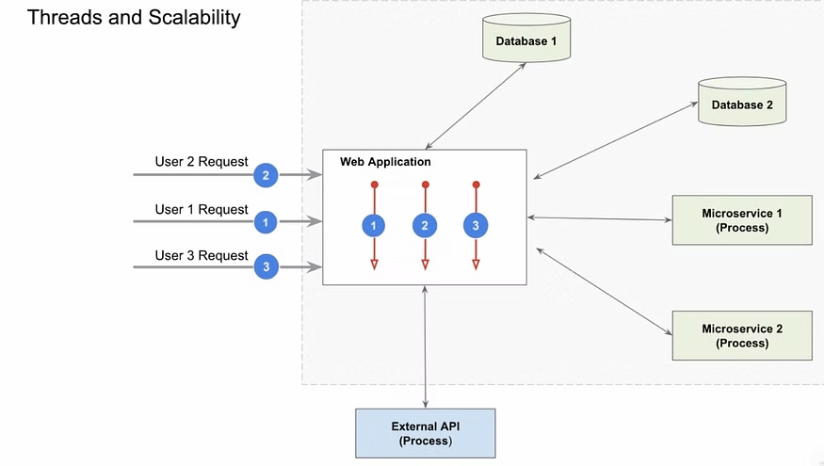 Threads and Scalability
Database 1
Database 2
User 2 Request
2
User 1 Request
1
User 3 Request
3
Web Application
1
2
3
Microservice 1
(Process)
Microservice 2
(Process)
External API
(Process)